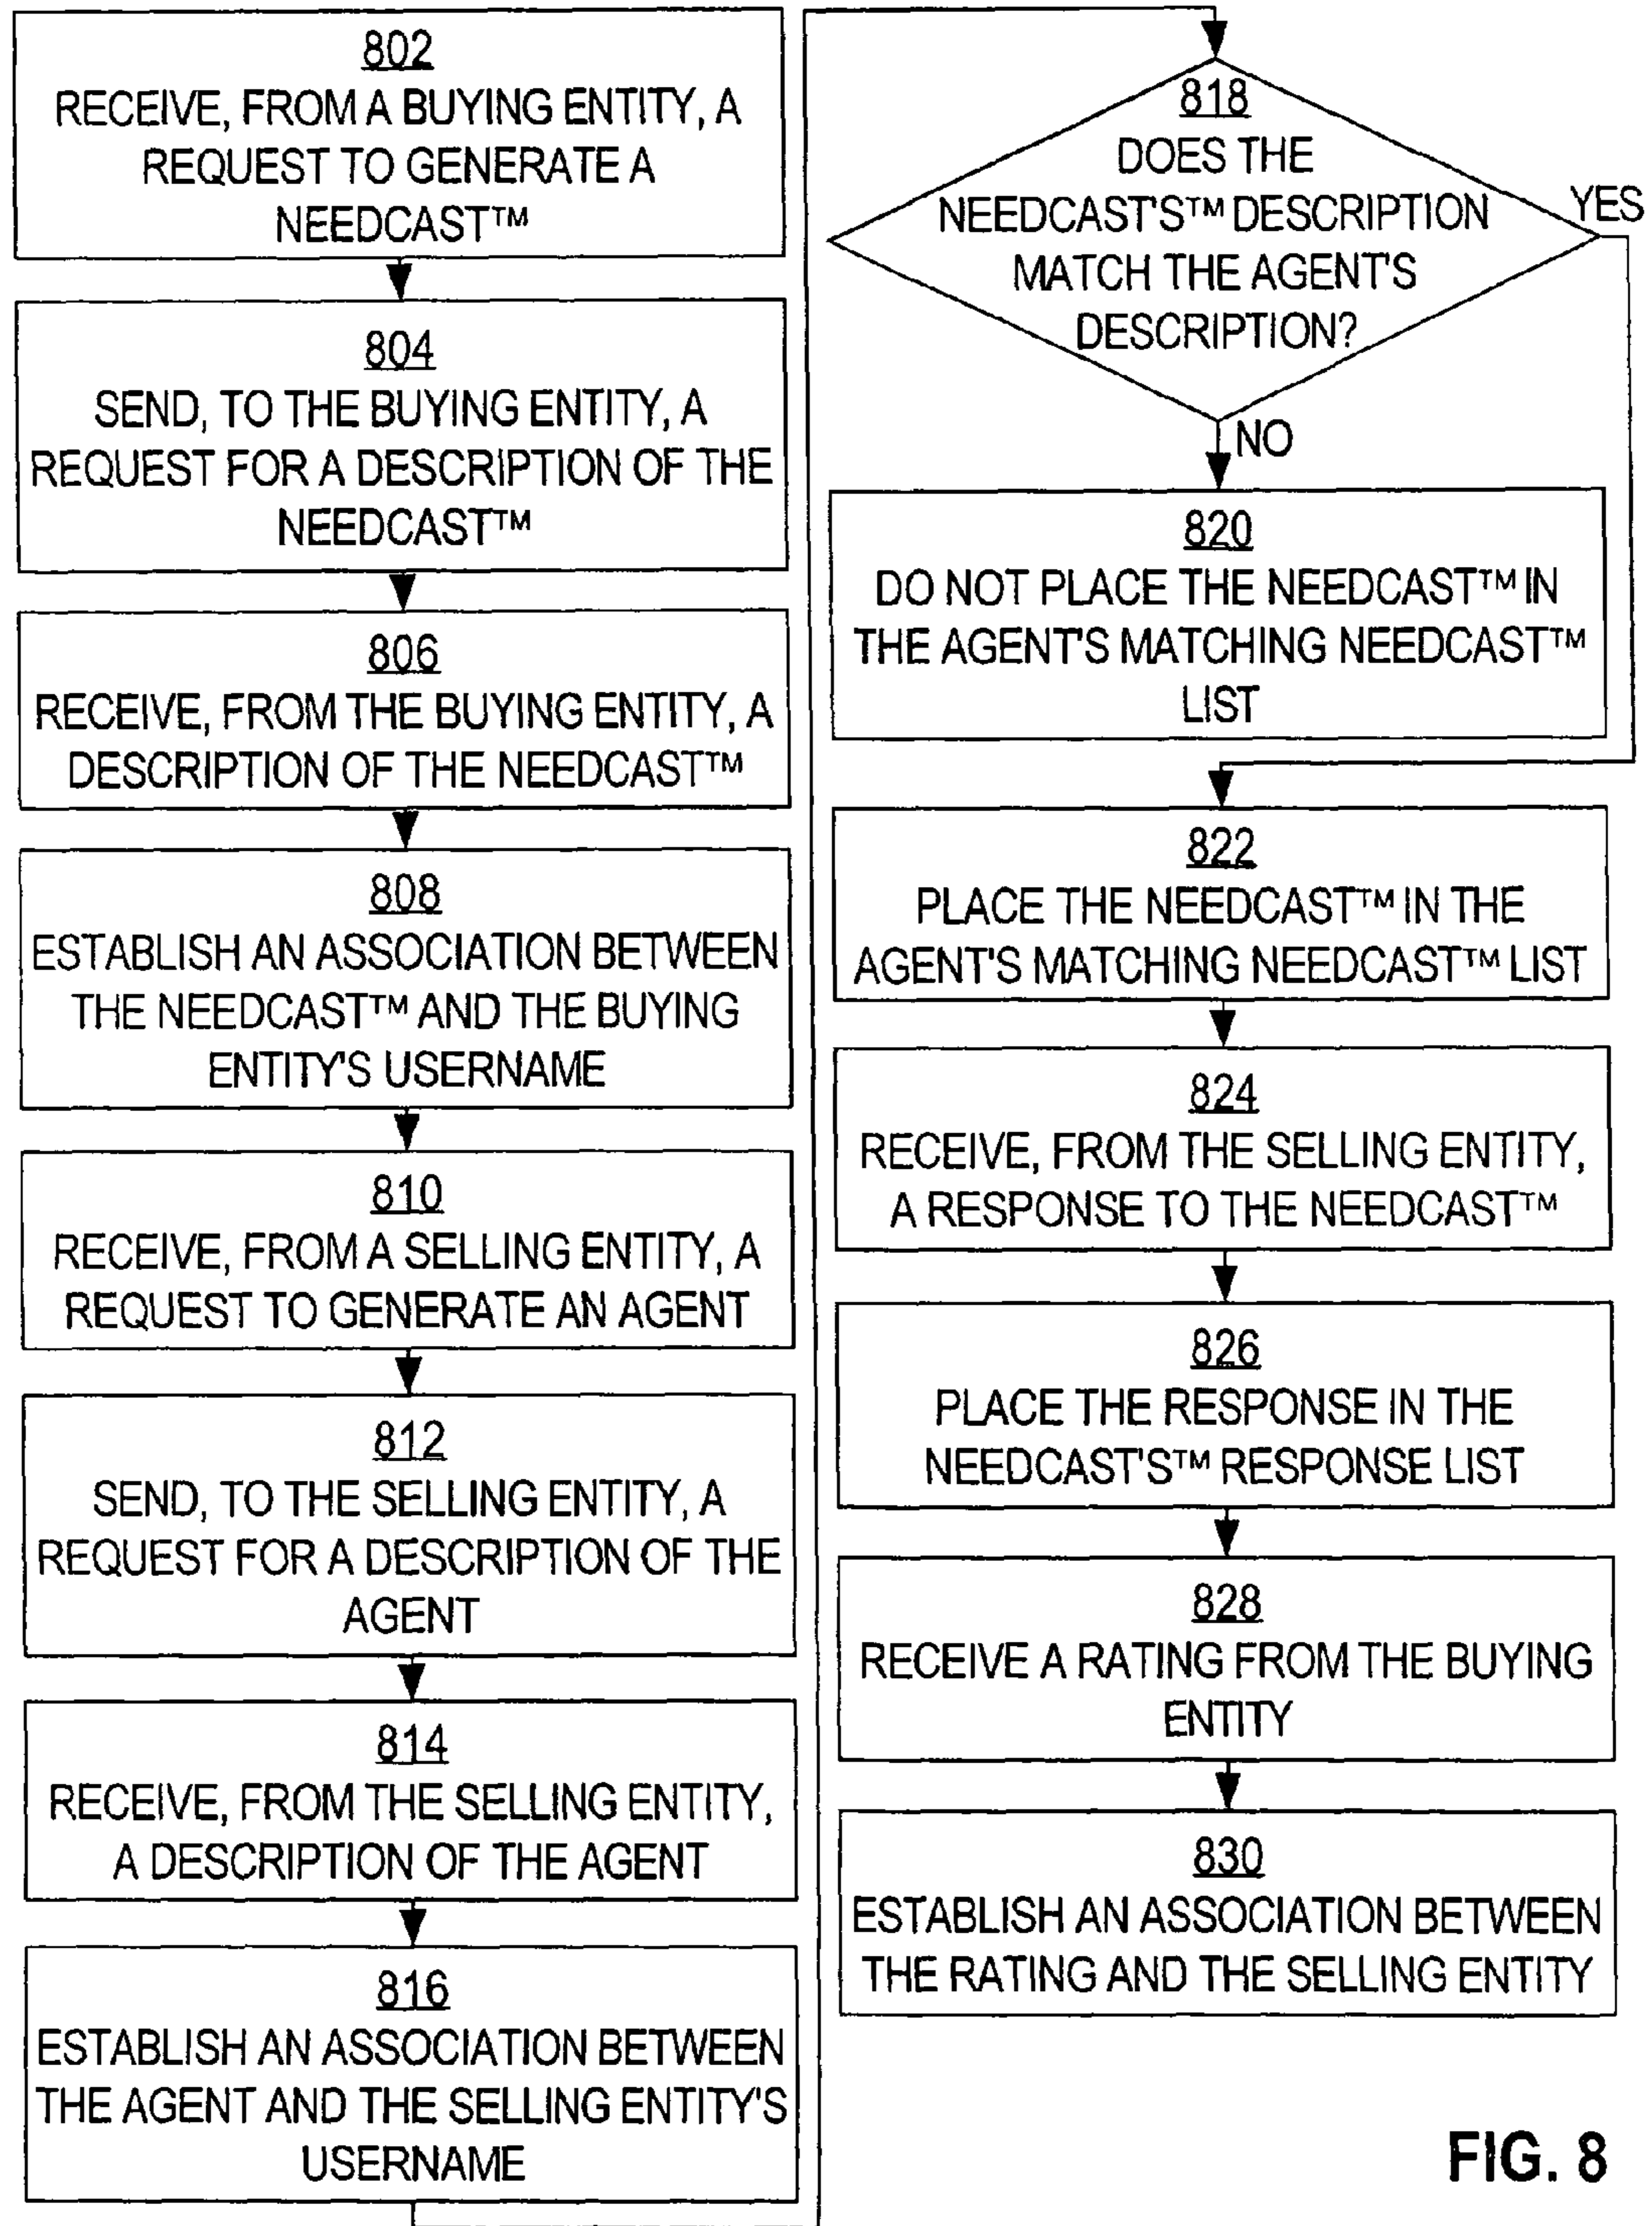 802
RECEIVE, FROM A BUYING ENTITY, A
REQUEST TO GENERATE A
NEEDCAST™
804
SEND, TO THE BUYING ENTITY, A
REQUEST FOR A DESCRIPTION OF THE
NEEDCAST™
806
RECEIVE, FROM THE BUYING ENTITY, A
DESCRIPTION OF THE NEEDCAST™
808
ESTABLISH AN ASSOCIATION BETWEEN
THE NEEDCAST™ AND THE BUYING
ENTITY'S USERNAME
810
RECEIVE, FROM A SELLING ENTITY, A
REQUEST TO GENERATE AN AGENT
812
SEND, TO THE SELLING ENTITY, A
REQUEST FOR A DESCRIPTION OF THE
AGENT
814
RECEIVE, FROM THE SELLING ENTITY,
A DESCRIPTION OF THE AGENT
816
ESTABLISH AN ASSOCIATION BETWEEN
THE AGENT AND THE SELLING ENTITY'S
USERNAME
818
DOES THE
NEEDCAST'S™ DESCRIPTION
MATCH THE AGENT'S
DESCRIPTION?
YES
NO
820
DO NOT PLACE THE NEEDCAST™ IN
THE AGENT'S MATCHING NEEDCAST™
LIST
822
PLACE THE NEEDCAST™ IN THE
AGENT'S MATCHING NEEDCAST™ LIST
824
RECEIVE, FROM THE SELLING ENTITY,
A RESPONSE TO THE NEEDCAST™
826
PLACE THE RESPONSE IN THE
NEEDCAST'S™ RESPONSE LIST
828
RECEIVE A RATING FROM THE BUYING
ENTITY
830
ESTABLISH AN ASSOCIATION BETWEEN
THE RATING AND THE SELLING ENTITY
FIG. 8